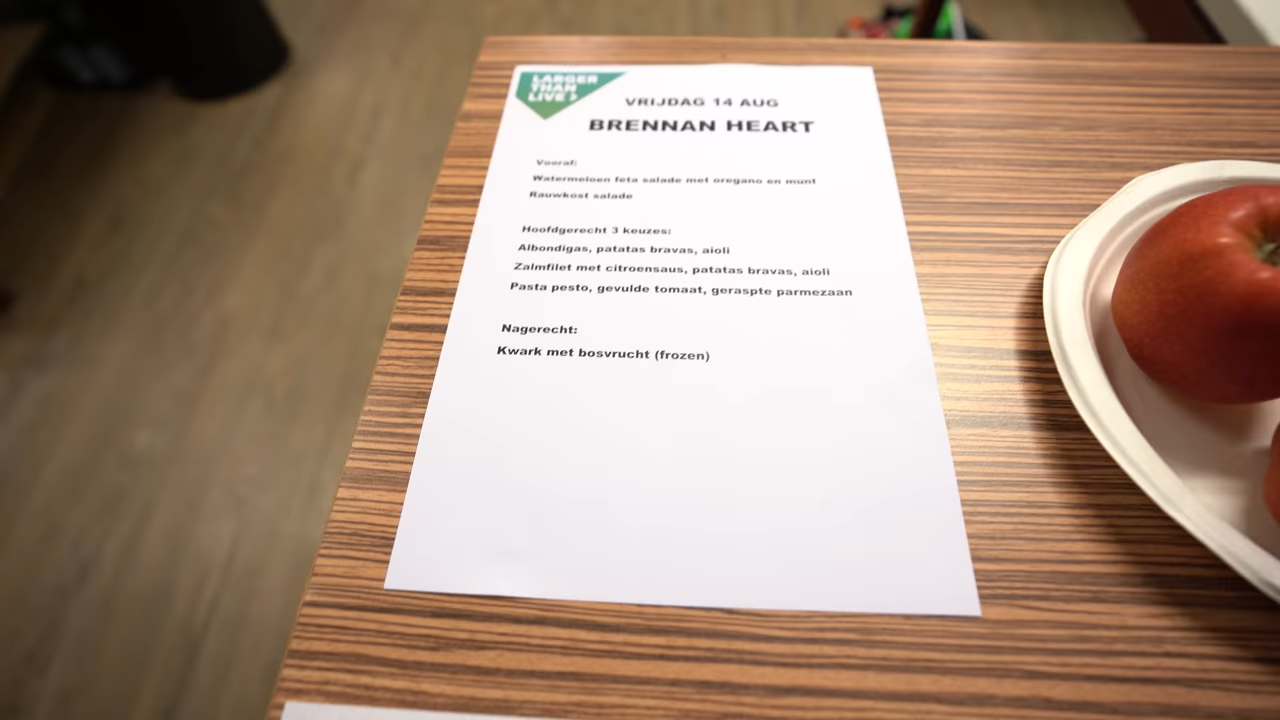 LARGER
THAN
LIVE
VRIJDAG 14 AUG
BRENNAN HEART
Vooraf:
Watermeloen feta salade met oregano en munt
Rauwkost salade
Hoofdgerecht 3 keuzes:
Albondigas, patatas bravas, aioli
Zalmfilet met citroensaus, patatas bravas, aioli
Pasta pesto, gevulde tomaat, geraspte parmezaan
Nagerecht:
Kwark met bosvrucht (frozen)